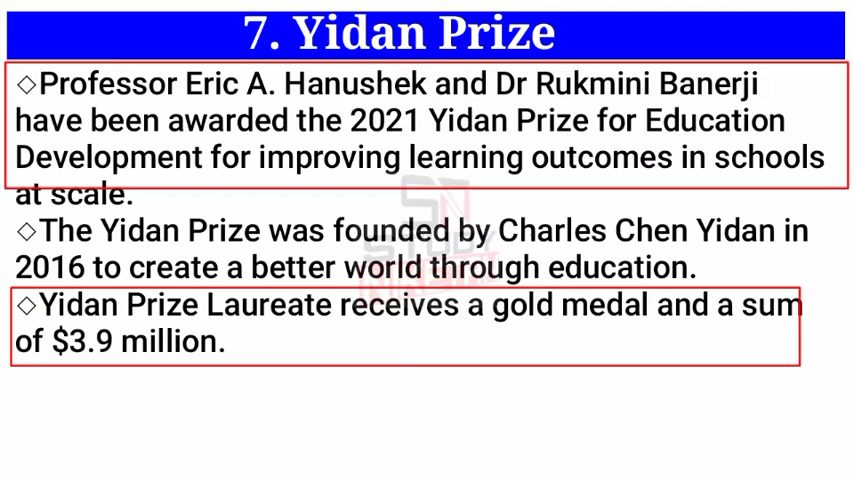 7. Yidan Prize
◇Professor Eric A. Hanushek and Dr Rukmini Banerji
have been awarded the 2021 Yidan Prize for Education
Development for improving learning outcomes in schools
at scale.
◇The Yidan Prize was founded by Charles Chen Yidan in
2016 to create a better world through education.
◇Yidan Prize Laureate receives a gold medal and a sum
of $3.9 million.
SN
STUDY